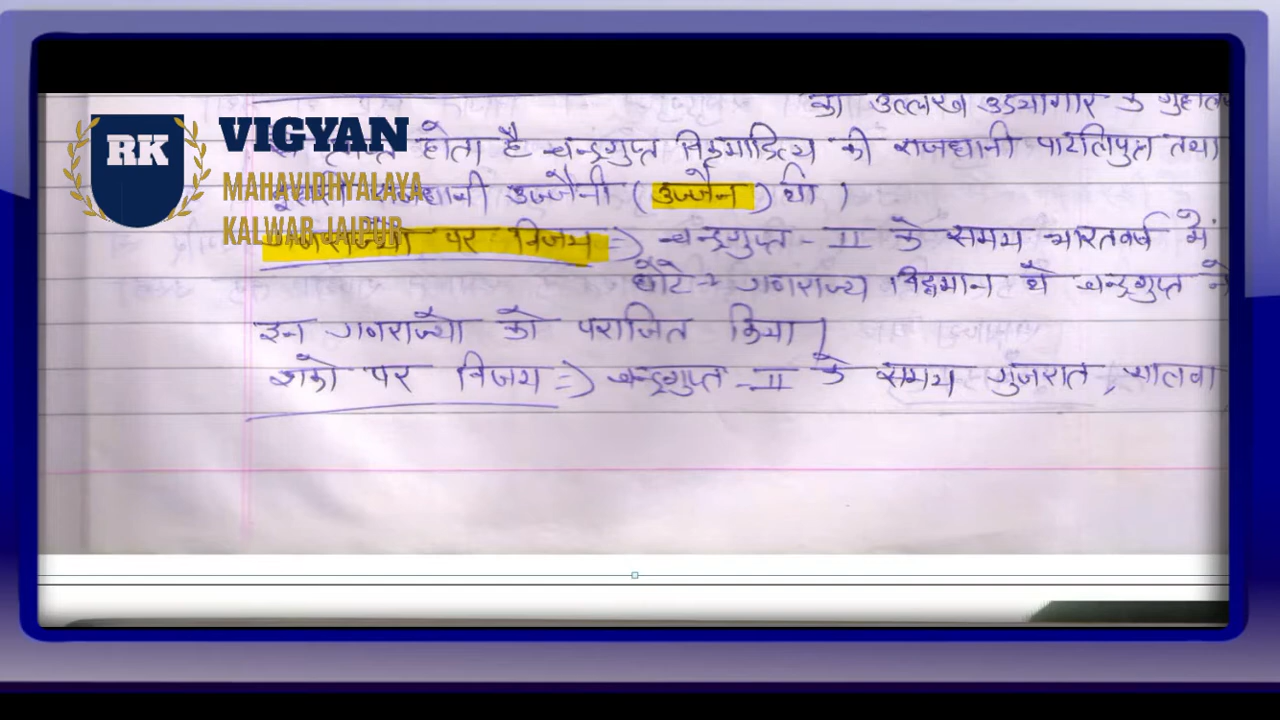 का उल्लेख उदयगिरि के गुहालेख
RK
VIGYAN
MAHAVIDHYALAYA
KALWAR,JAIPUR
होता है चन्द्रगुप्त विक्रमादित्य की राजधानी पाटलिपुत्र तथा
राजधानी उज्जैनी (उज्जैन) थी ।
पर विजय => चन्द्रगुप्त - II के समय भारतवर्ष में
छोटे-2 गणराज्य विद्यमान थे चन्द्रगुप्त ने
इन गणराज्यों को पराजित किया।
शको पर विजय => चन्द्रगुप्त - II के समय गुजरात, मालवा